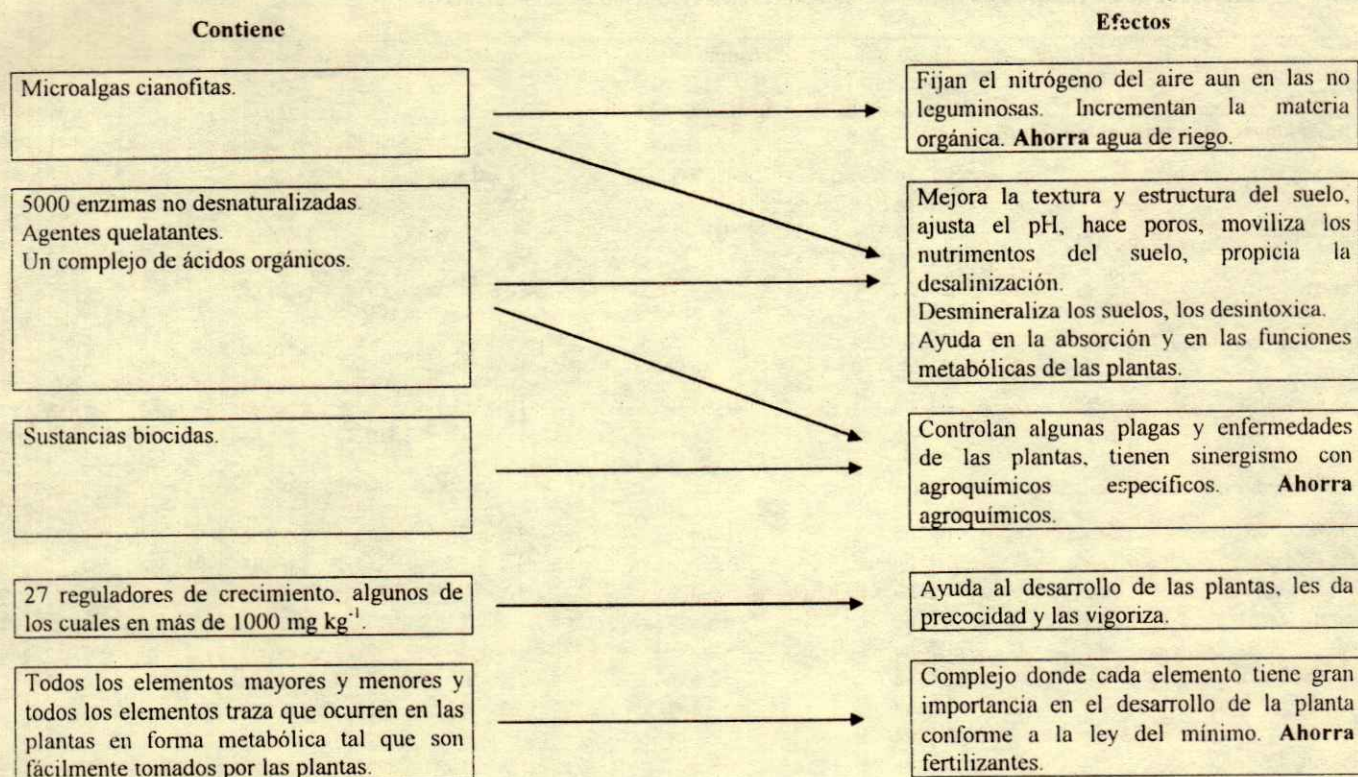 Contiene
Efectos
Microalgas cianofitas.
Fijan el nitrógeno del aire aun en las no
leguminosas. Incrementan la materia
orgánica. Ahorra agua de riego.
5000 enzimas no desnaturalizadas.
Agentes quelatantes.
Un complejo de ácidos orgánicos.
Mejora la textura y estructura del suelo,
ajusta el pH, hace poros, moviliza los
nutrimentos del suelo, propicia la
desalinización.
Desmineraliza los suelos, los desintoxica.
Ayuda en la absorción y en las funciones
metabólicas de las plantas.
Sustancias biocidas.
Controlan algunas plagas y enfermedades
de las plantas, tienen sinergismo con
agroquímicos específicos. Ahorra
agroquímicos.
27 reguladores de crecimiento, algunos de
los cuales en más de 1000 mg kg⁻¹.
Ayuda al desarrollo de las plantas, les da
precocidad y las vigoriza.
Todos los elementos mayores y menores y
todos los elementos traza que ocurren en las
plantas en forma metabólica tal que son
fácilmente tomados por las plantas.
Complejo donde cada elemento tiene gran
importancia en el desarrollo de la planta
conforme a la ley del mínimo. Ahorra
fertilizantes.